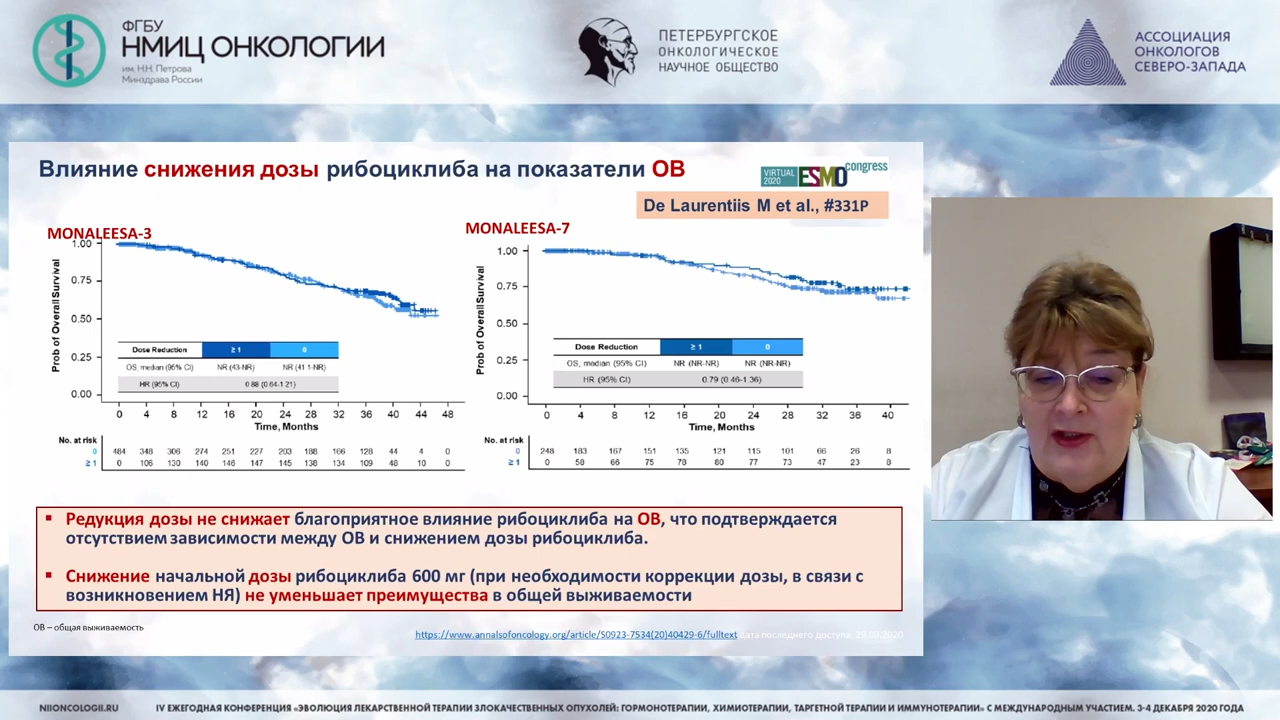 ФГБУ
НМИЦ ОНКОЛОГИИ
им. Н.Н. Петрова
Минздрава России
ПЕТЕРБУРГСКОЕ
ОНКОЛОГИЧЕСКОЕ
НАУЧНОЕ ОБЩЕСТВО
АССОЦИАЦИЯ
ОНКОЛОГОВ
СЕВЕРО-ЗАПАДА
Влияние снижения дозы рибоциклиба на показатели ОВ
VIRTUAL 2020 ESMO congress
De Laurentiis M et al., #331P
MONALEESA-3
1.00
0.75
0.50
0.25
0.00
Prob of Overall Survival
Dose Reduction ≥ 1 0
OS, median (95% CI) NR (43-NR) NR (41.1-NR)
HR (95% CI) 0.88 (0.64-1.21)
0 4 8 12 16 20 24 28 32 36 40 44 48
Time, Months
No. at risk
0 484 348 306 274 251 227 203 188 166 128 44 4 0
≥ 1 0 106 130 140 146 147 145 138 134 109 48 10 0
MONALEESA-7
1.00
0.75
0.50
0.25
0.00
Prob of Overall Survival
Dose Reduction ≥ 1 0
OS, median (95% CI) NR (NR-NR) NR (NR-NR)
HR (95% CI) 0.79 (0.46-1.36)
0 4 8 12 16 20 24 28 32 36 40
Time, Months
No. at risk
0 248 183 167 151 135 121 115 101 66 26 8
≥ 1 0 58 66 75 78 80 77 73 47 23 8
▪ Редукция дозы не снижает благоприятное влияние рибоциклиба на ОВ, что подтверждается
отсутствием зависимости между ОВ и снижением дозы рибоциклиба.
▪ Снижение начальной дозы рибоциклиба 600 мг (при необходимости коррекции дозы, в связи с
возникновением НЯ) не уменьшает преимущества в общей выживаемости
ОВ – общая выживаемость
https://www.annalsofoncology.org/article/S0923-7534(20)40429-6/fulltext дата последнего доступа: 29.09.2020
NIIONCOLOGII.RU
IV ЕЖЕГОДНАЯ КОНФЕРЕНЦИЯ «ЭВОЛЮЦИЯ ЛЕКАРСТВЕННОЙ ТЕРАПИИ ЗЛОКАЧЕСТВЕННЫХ ОПУХОЛЕЙ: ГОРМОНОТЕРАПИИ, ХИМИОТЕРАПИИ, ТАРГЕТНОЙ ТЕРАПИИ И ИММУНОТЕРАПИИ» С МЕЖДУНАРОДНЫМ УЧАСТИЕМ. 3-4 ДЕКАБРЯ 2020 ГОДА